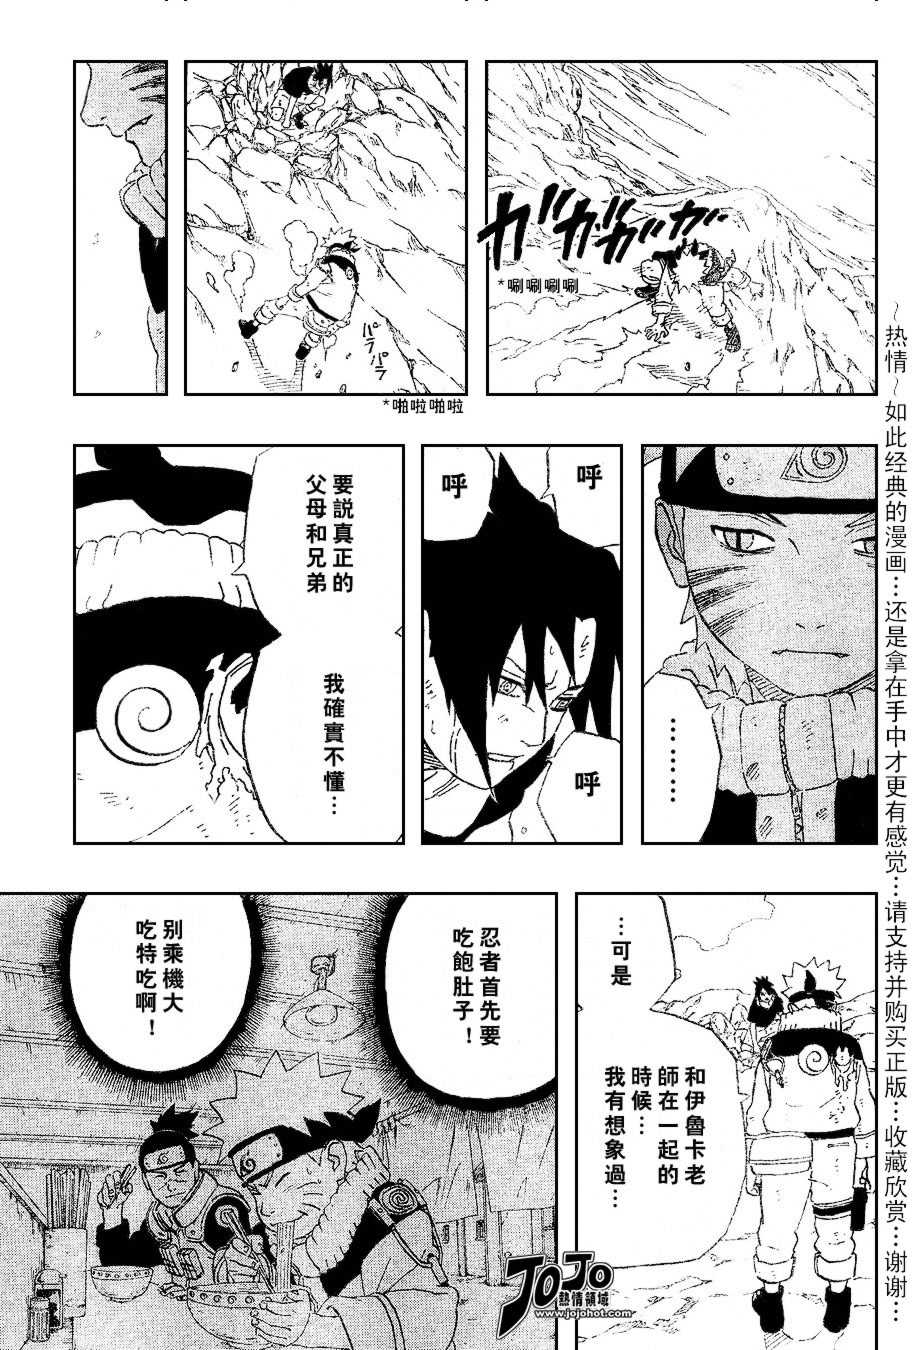 ガガガガ
*唰唰唰唰
パラパラ
*啪啦啪啦
………
呼
呼
呼
要說真正的
父母和兄弟
我確實不懂…
…可是
和伊魯卡老
師在一起的
時候…
我有想象過…
忍者首先要
吃飽肚子！
別乘機大
吃特吃啊！
JOJO
熱情領域
www.jojohot.com
～热情～如此经典的漫画…还是拿在手中才更有感觉…请支持并购买正版…收藏欣赏…谢谢…